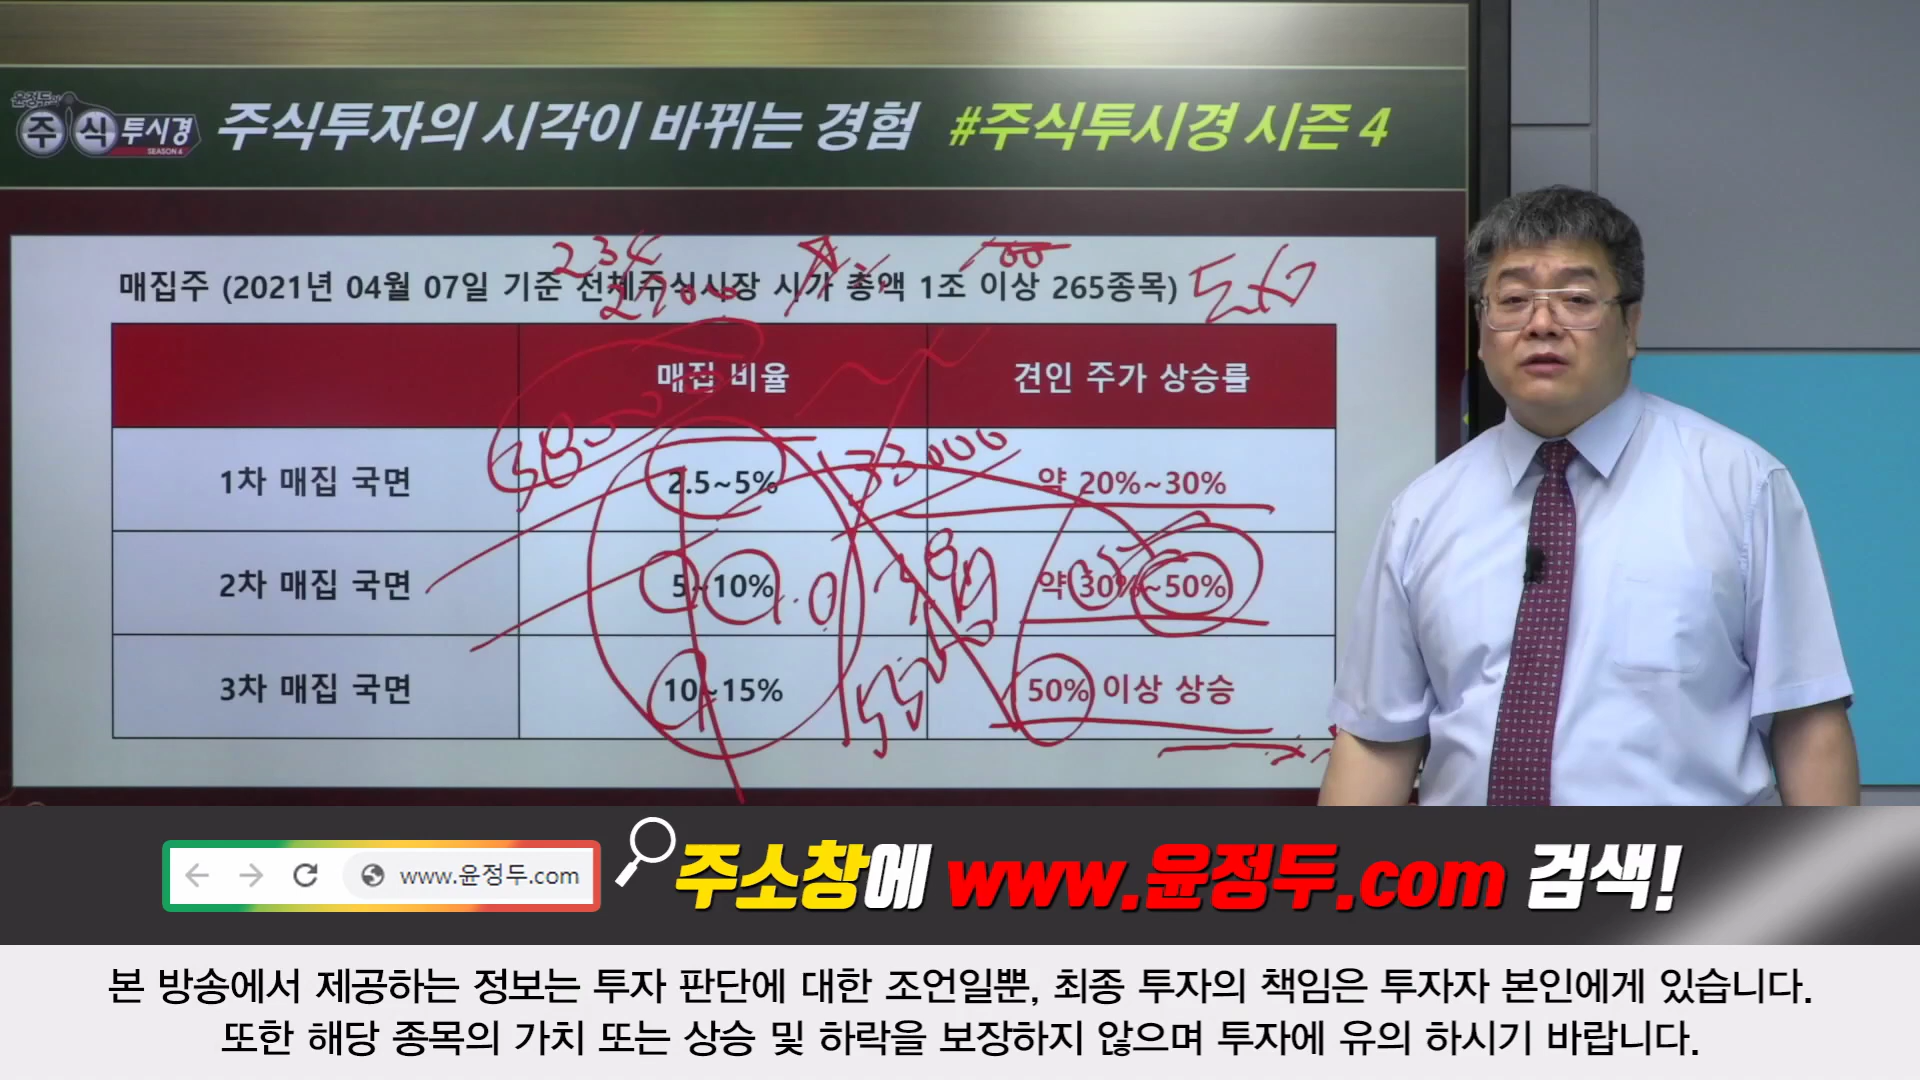 윤정두의 주식투시경 SEASON 4
주식투자의 시각이 바뀌는 경험 #주식투시경 시즌 4
매집주 (2021년 04월 07일 기준 전체주식시장 시가 총액 1조 이상 265종목)
매집 비율 견인 주가 상승률
1차 매집 국면 2.5~5% 약 20%~30%
2차 매집 국면 5~10% 약 30%~50%
3차 매집 국면 10~15% 50% 이상 상승
33000
www.윤정두.com
주소창에 www.윤정두.com 검색!
본 방송에서 제공하는 정보는 투자 판단에 대한 조언일뿐, 최종 투자의 책임은 투자자 본인에게 있습니다.
또한 해당 종목의 가치 또는 상승 및 하락을 보장하지 않으며 투자에 유의 하시기 바랍니다.